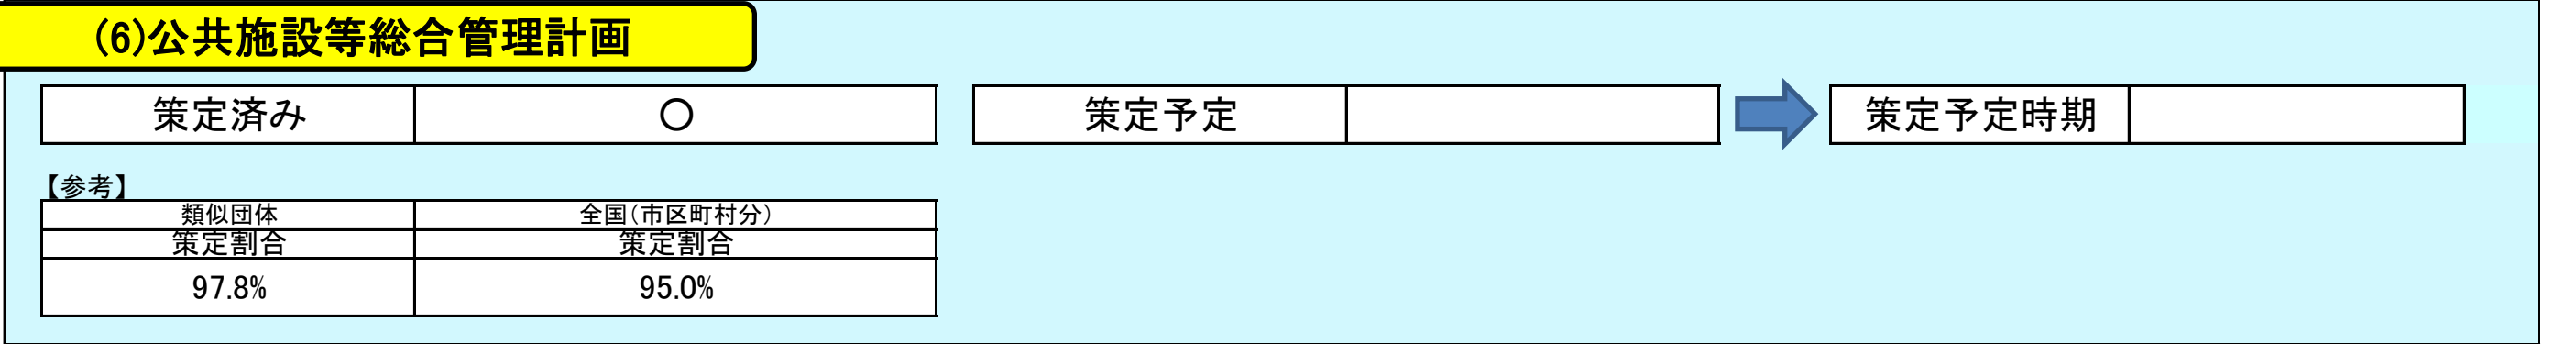 (6)公共施設等総合管理計画
策定済み 〇 策定予定 策定予定時期
【参考】
類似団体 全国(市区町村分)
策定割合 策定割合
97.8% 95.0%